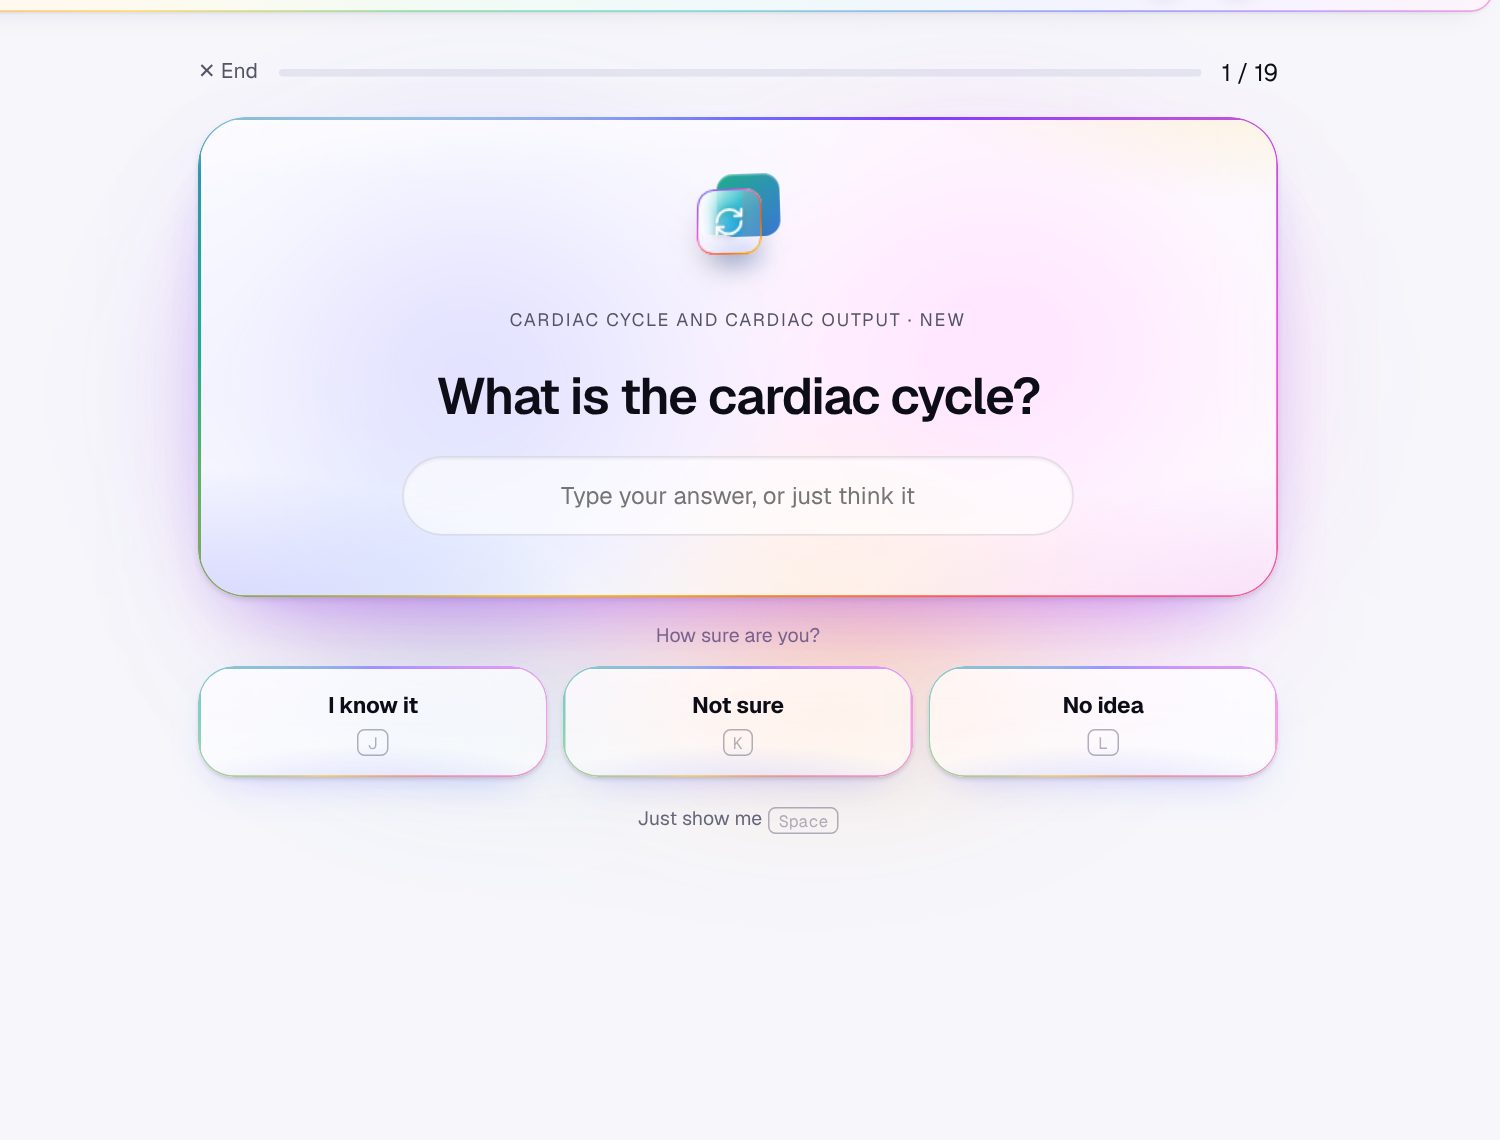 ✕ End
1 / 19
CARDIAC CYCLE AND CARDIAC OUTPUT · NEW
What is the cardiac cycle?
Type your answer, or just think it
How sure are you?
I know it
J
Not sure
K
No idea
L
Just show me Space